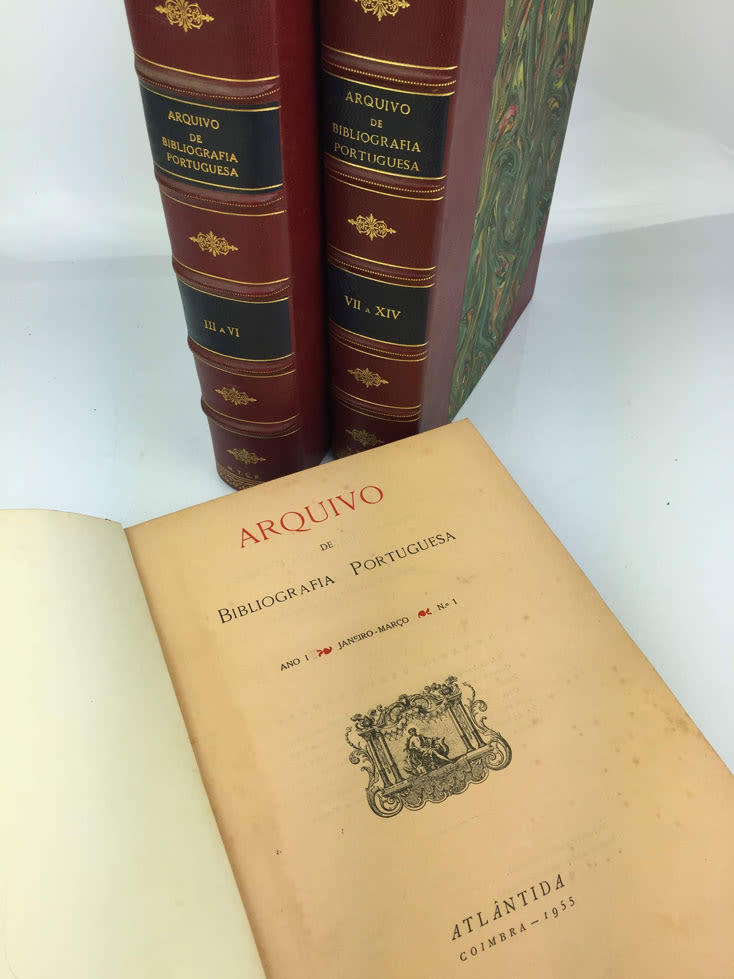 ARQUIVO
DE
BIBLIOGRAFIA
PORTUGUESA
III A VI
M. T. C. P.
ARQUIVO
DE
BIBLIOGRAFIA
PORTUGUESA
VII A XIV
ARQUIVO
DE
BIBLIOGRAFIA PORTUGUESA
ANO I JANEIRO-MARÇO N.º 1
ATLÂNTIDA
COIMBRA — 1955